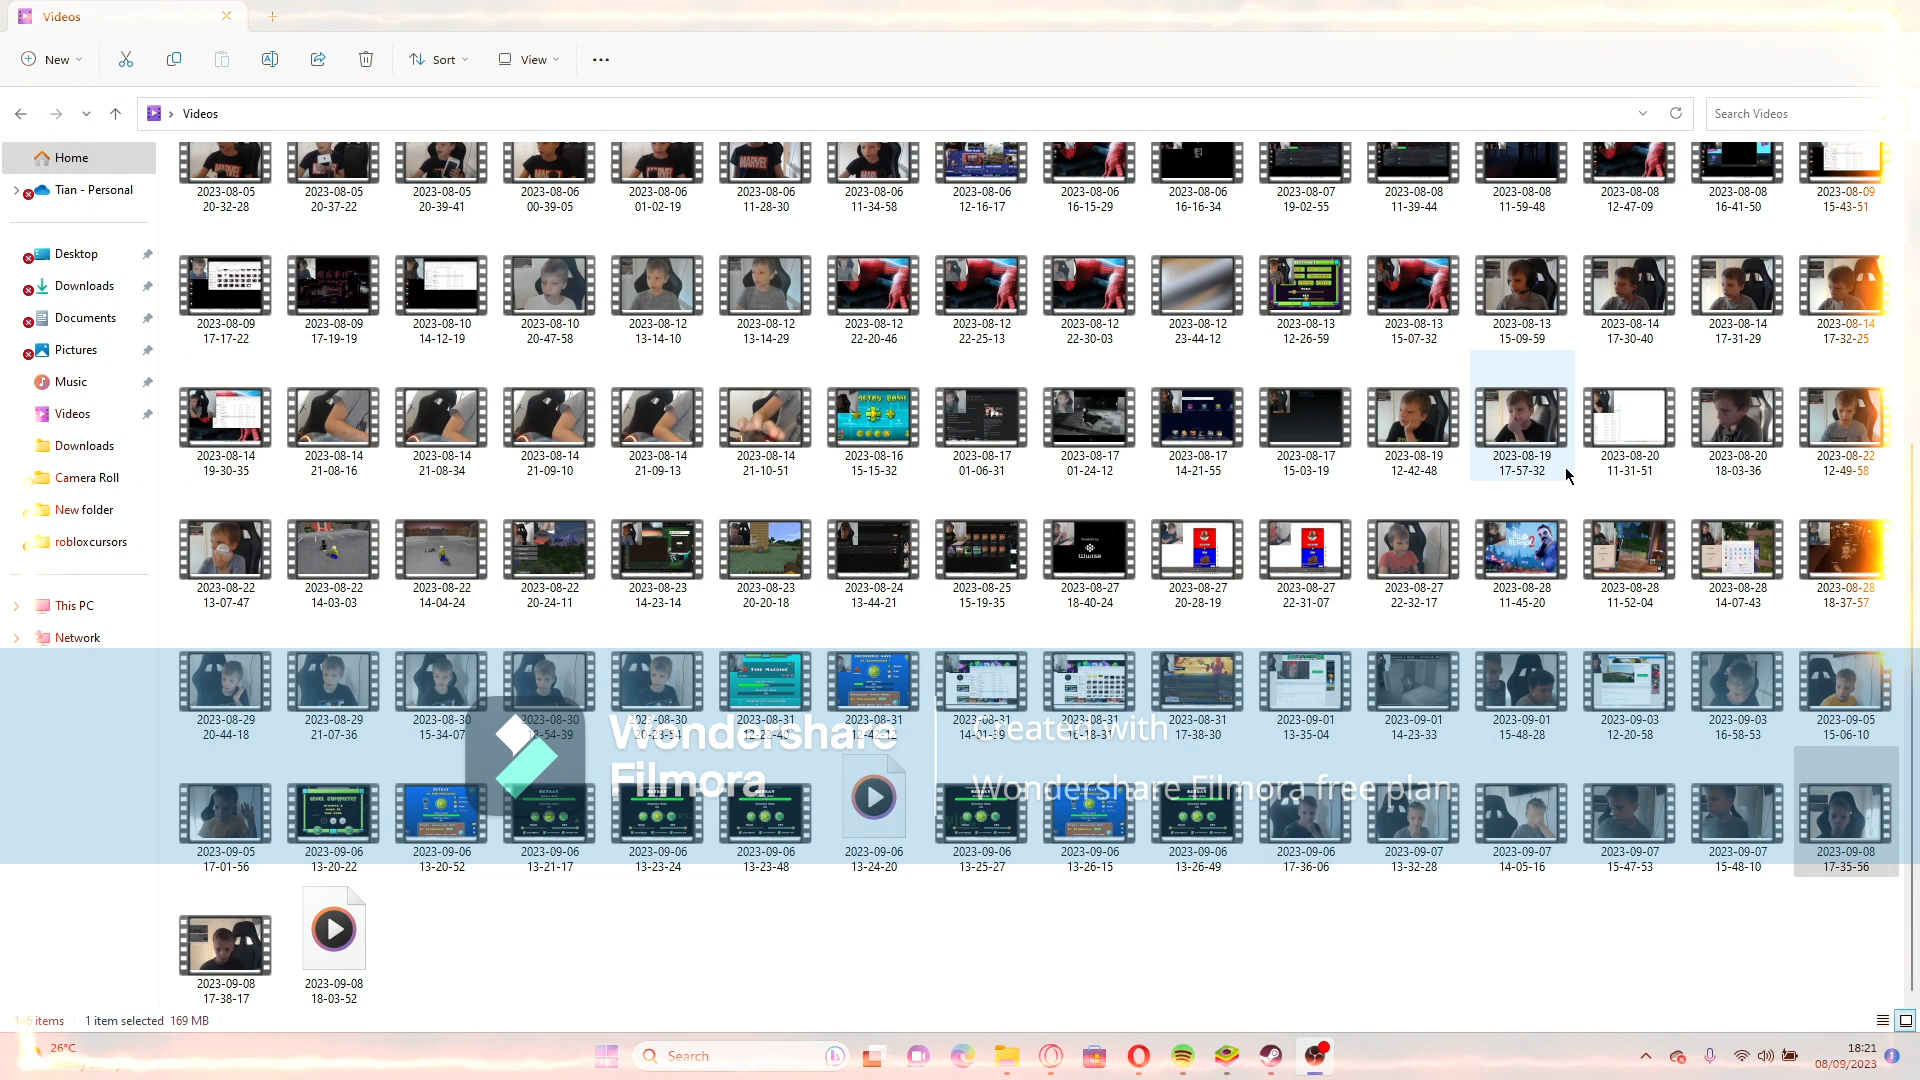 Videos
New
Sort
View
Videos
Search Videos
Home
Tian - Personal
Desktop
Downloads
Documents
Pictures
Music
Videos
Downloads
Camera Roll
New folder
robloxcursors
This PC
Network
2023-08-05 2023-08-05 2023-08-05 2023-08-06 2023-08-06 2023-08-06 2023-08-06 2023-08-06 2023-08-06 2023-08-06 2023-08-07 2023-08-08 2023-08-08 2023-08-08 2023-08-08 2023-08-09
20-32-28 20-37-22 20-39-41 00-39-05 01-02-19 11-28-30 11-34-58 12-16-17 16-15-29 16-16-34 19-02-55 11-39-44 11-59-48 12-47-09 16-41-50 15-43-51
2023-08-09 2023-08-09 2023-08-10 2023-08-10 2023-08-12 2023-08-12 2023-08-12 2023-08-12 2023-08-12 2023-08-12 2023-08-13 2023-08-13 2023-08-13 2023-08-14 2023-08-14 2023-08-14
17-17-22 17-19-19 14-12-19 20-47-58 13-14-10 13-14-29 22-20-46 22-25-13 22-30-03 23-44-12 12-26-59 15-07-32 15-09-59 17-30-40 17-31-29 17-32-25
2023-08-14 2023-08-14 2023-08-14 2023-08-14 2023-08-14 2023-08-14 2023-08-16 2023-08-17 2023-08-17 2023-08-17 2023-08-17 2023-08-19 2023-08-19 2023-08-20 2023-08-20 2023-08-22
19-30-35 21-08-16 21-08-34 21-09-10 21-09-13 21-10-51 15-15-32 01-06-31 01-24-12 14-21-55 15-03-19 12-42-48 17-57-32 11-31-51 18-03-36 12-49-58
2023-08-22 2023-08-22 2023-08-22 2023-08-22 2023-08-23 2023-08-23 2023-08-24 2023-08-25 2023-08-27 2023-08-27 2023-08-27 2023-08-27 2023-08-28 2023-08-28 2023-08-28 2023-08-28
13-07-47 14-03-03 14-04-24 20-24-11 14-23-14 20-20-18 13-44-21 15-19-35 18-40-24 20-28-19 22-31-07 22-32-17 11-45-20 11-52-04 14-07-43 18-37-57
2023-08-29 2023-08-29 2023-08-30 2023-08-30 2023-08-30 2023-08-31 2023-08-31 2023-08-31 2023-08-31 2023-08-31 2023-09-01 2023-09-01 2023-09-01 2023-09-03 2023-09-03 2023-09-05
20-44-18 21-07-36 15-34-07 17-38-30 13-35-04 14-23-33 15-48-28 12-20-58 16-58-53 15-06-10
Wondershare
Filmora
Created with
Wondershare Filmora free plan
2023-09-05 2023-09-06 2023-09-06 2023-09-06 2023-09-06 2023-09-06 2023-09-06 2023-09-06 2023-09-06 2023-09-06 2023-09-06 2023-09-07 2023-09-07 2023-09-07 2023-09-07 2023-09-08
17-01-56 13-20-22 13-20-52 13-21-17 13-23-24 13-23-48 13-24-20 13-25-27 13-26-15 13-26-49 17-36-06 13-32-28 14-05-16 15-47-53 15-48-10 17-35-56
2023-09-08 2023-09-08
17-38-17 18-03-52
items 1 item selected 169 MB
26°C
Search
18:21
08/09/2023